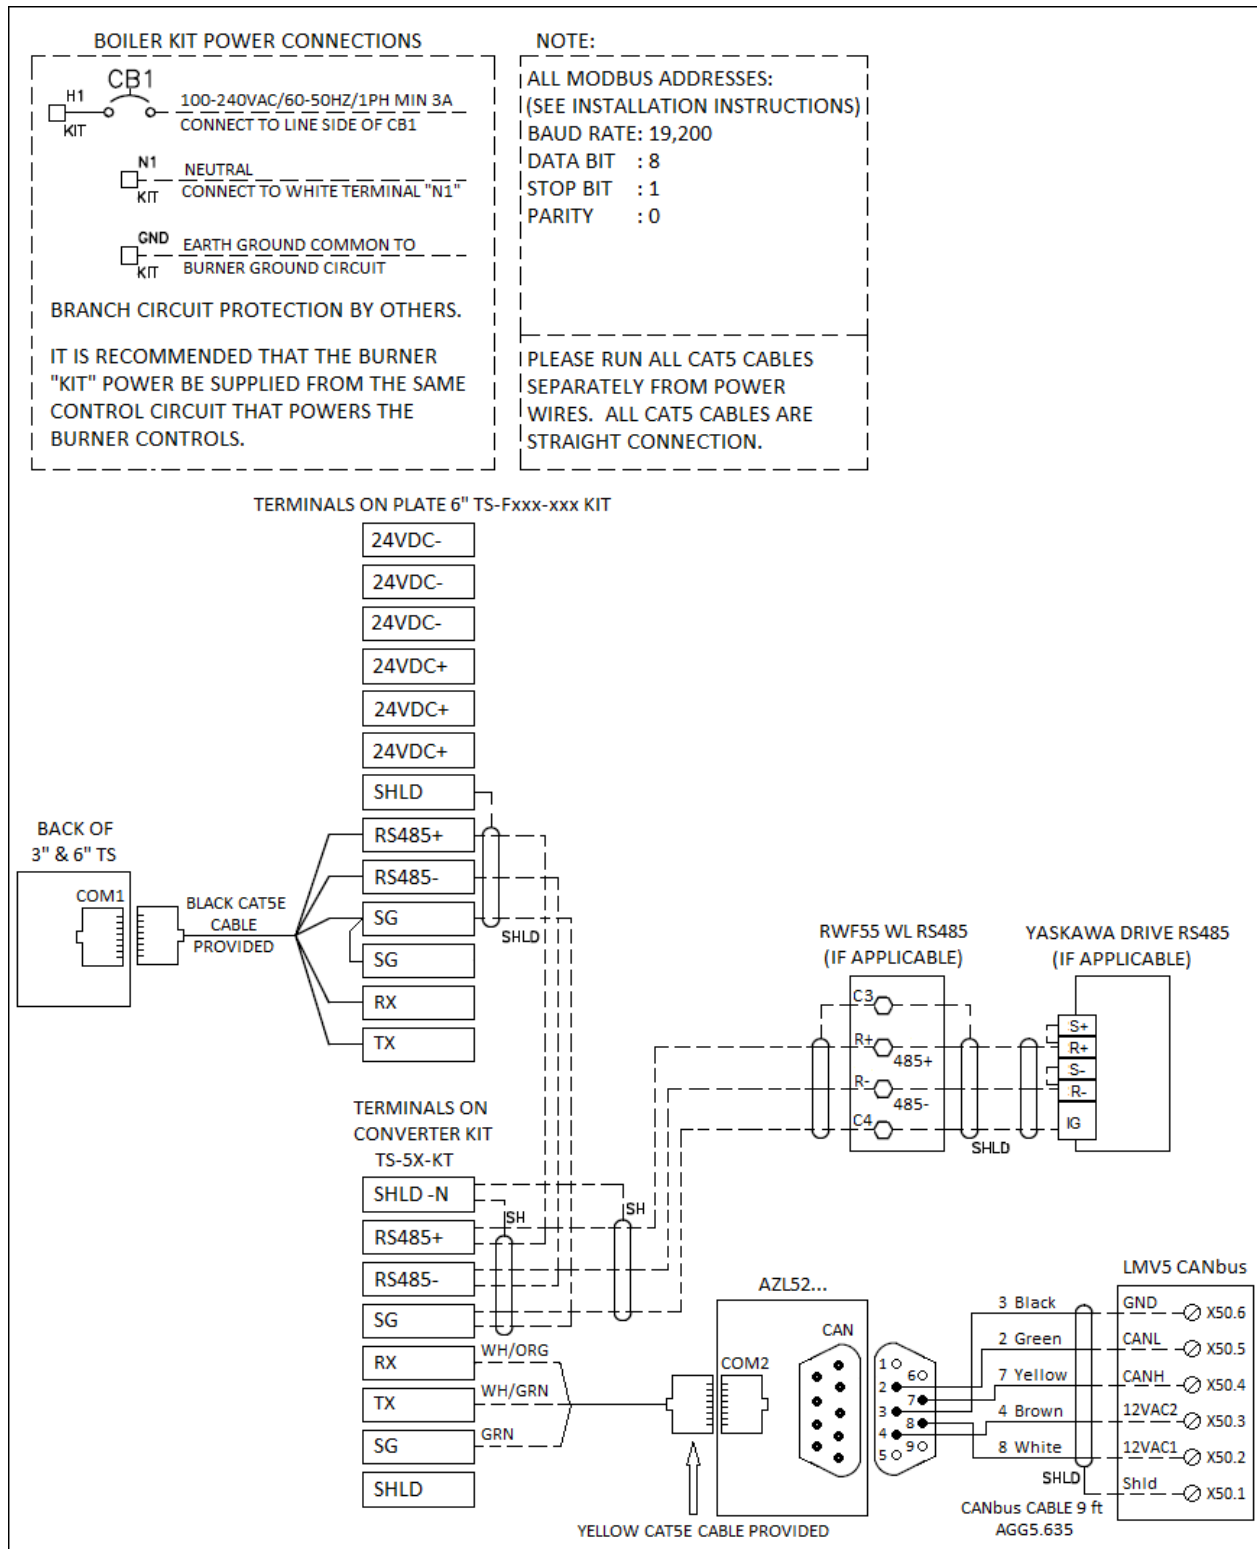 BOILER KIT POWER CONNECTIONS
CB1
H1
KIT
100-240VAC/60-50HZ/1PH MIN 3A
CONNECT TO LINE SIDE OF CB1
N1
KIT
NEUTRAL
CONNECT TO WHITE TERMINAL "N1"
GND
KIT
EARTH GROUND COMMON TO
BURNER GROUND CIRCUIT
BRANCH CIRCUIT PROTECTION BY OTHERS.
IT IS RECOMMENDED THAT THE BURNER
"KIT" POWER BE SUPPLIED FROM THE SAME
CONTROL CIRCUIT THAT POWERS THE
BURNER CONTROLS.
NOTE:
ALL MODBUS ADDRESSES:
(SEE INSTALLATION INSTRUCTIONS)
BAUD RATE: 19,200
DATA BIT : 8
STOP BIT : 1
PARITY : 0
PLEASE RUN ALL CAT5 CABLES
SEPARATELY FROM POWER
WIRES. ALL CAT5 CABLES ARE
STRAIGHT CONNECTION.
TERMINALS ON PLATE 6" TS-Fxxx-xxx KIT
24VDC-
24VDC-
24VDC-
24VDC+
24VDC+
24VDC+
SHLD
RS485+
RS485-
SG
SG
RX
TX
SHLD
BACK OF
3" & 6" TS
COM1
BLACK CAT5E
CABLE
PROVIDED
RWF55 WL RS485
(IF APPLICABLE)
C3
R+
485+
R-
485-
C4
SHLD
YASKAWA DRIVE RS485
(IF APPLICABLE)
S+
R+
S-
R-
IG
TERMINALS ON
CONVERTER KIT
TS-5X-KT
SHLD -N
RS485+
RS485-
SG
RX
TX
SG
SHLD
SH
SH
WH/ORG
WH/GRN
GRN
YELLOW CAT5E CABLE PROVIDED
AZL52...
CAN
COM2
1
6
2
7
3
8
4
9
5
3 Black
2 Green
7 Yellow
4 Brown
8 White
SHLD
CANbus CABLE 9 ft
AGG5.635
LMV5 CANbus
GND
X50.6
CANL
X50.5
CANH
X50.4
12VAC2
X50.3
12VAC1
X50.2
Shld
X50.1